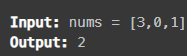 Input: nums = [3,0,1]
Output: 2